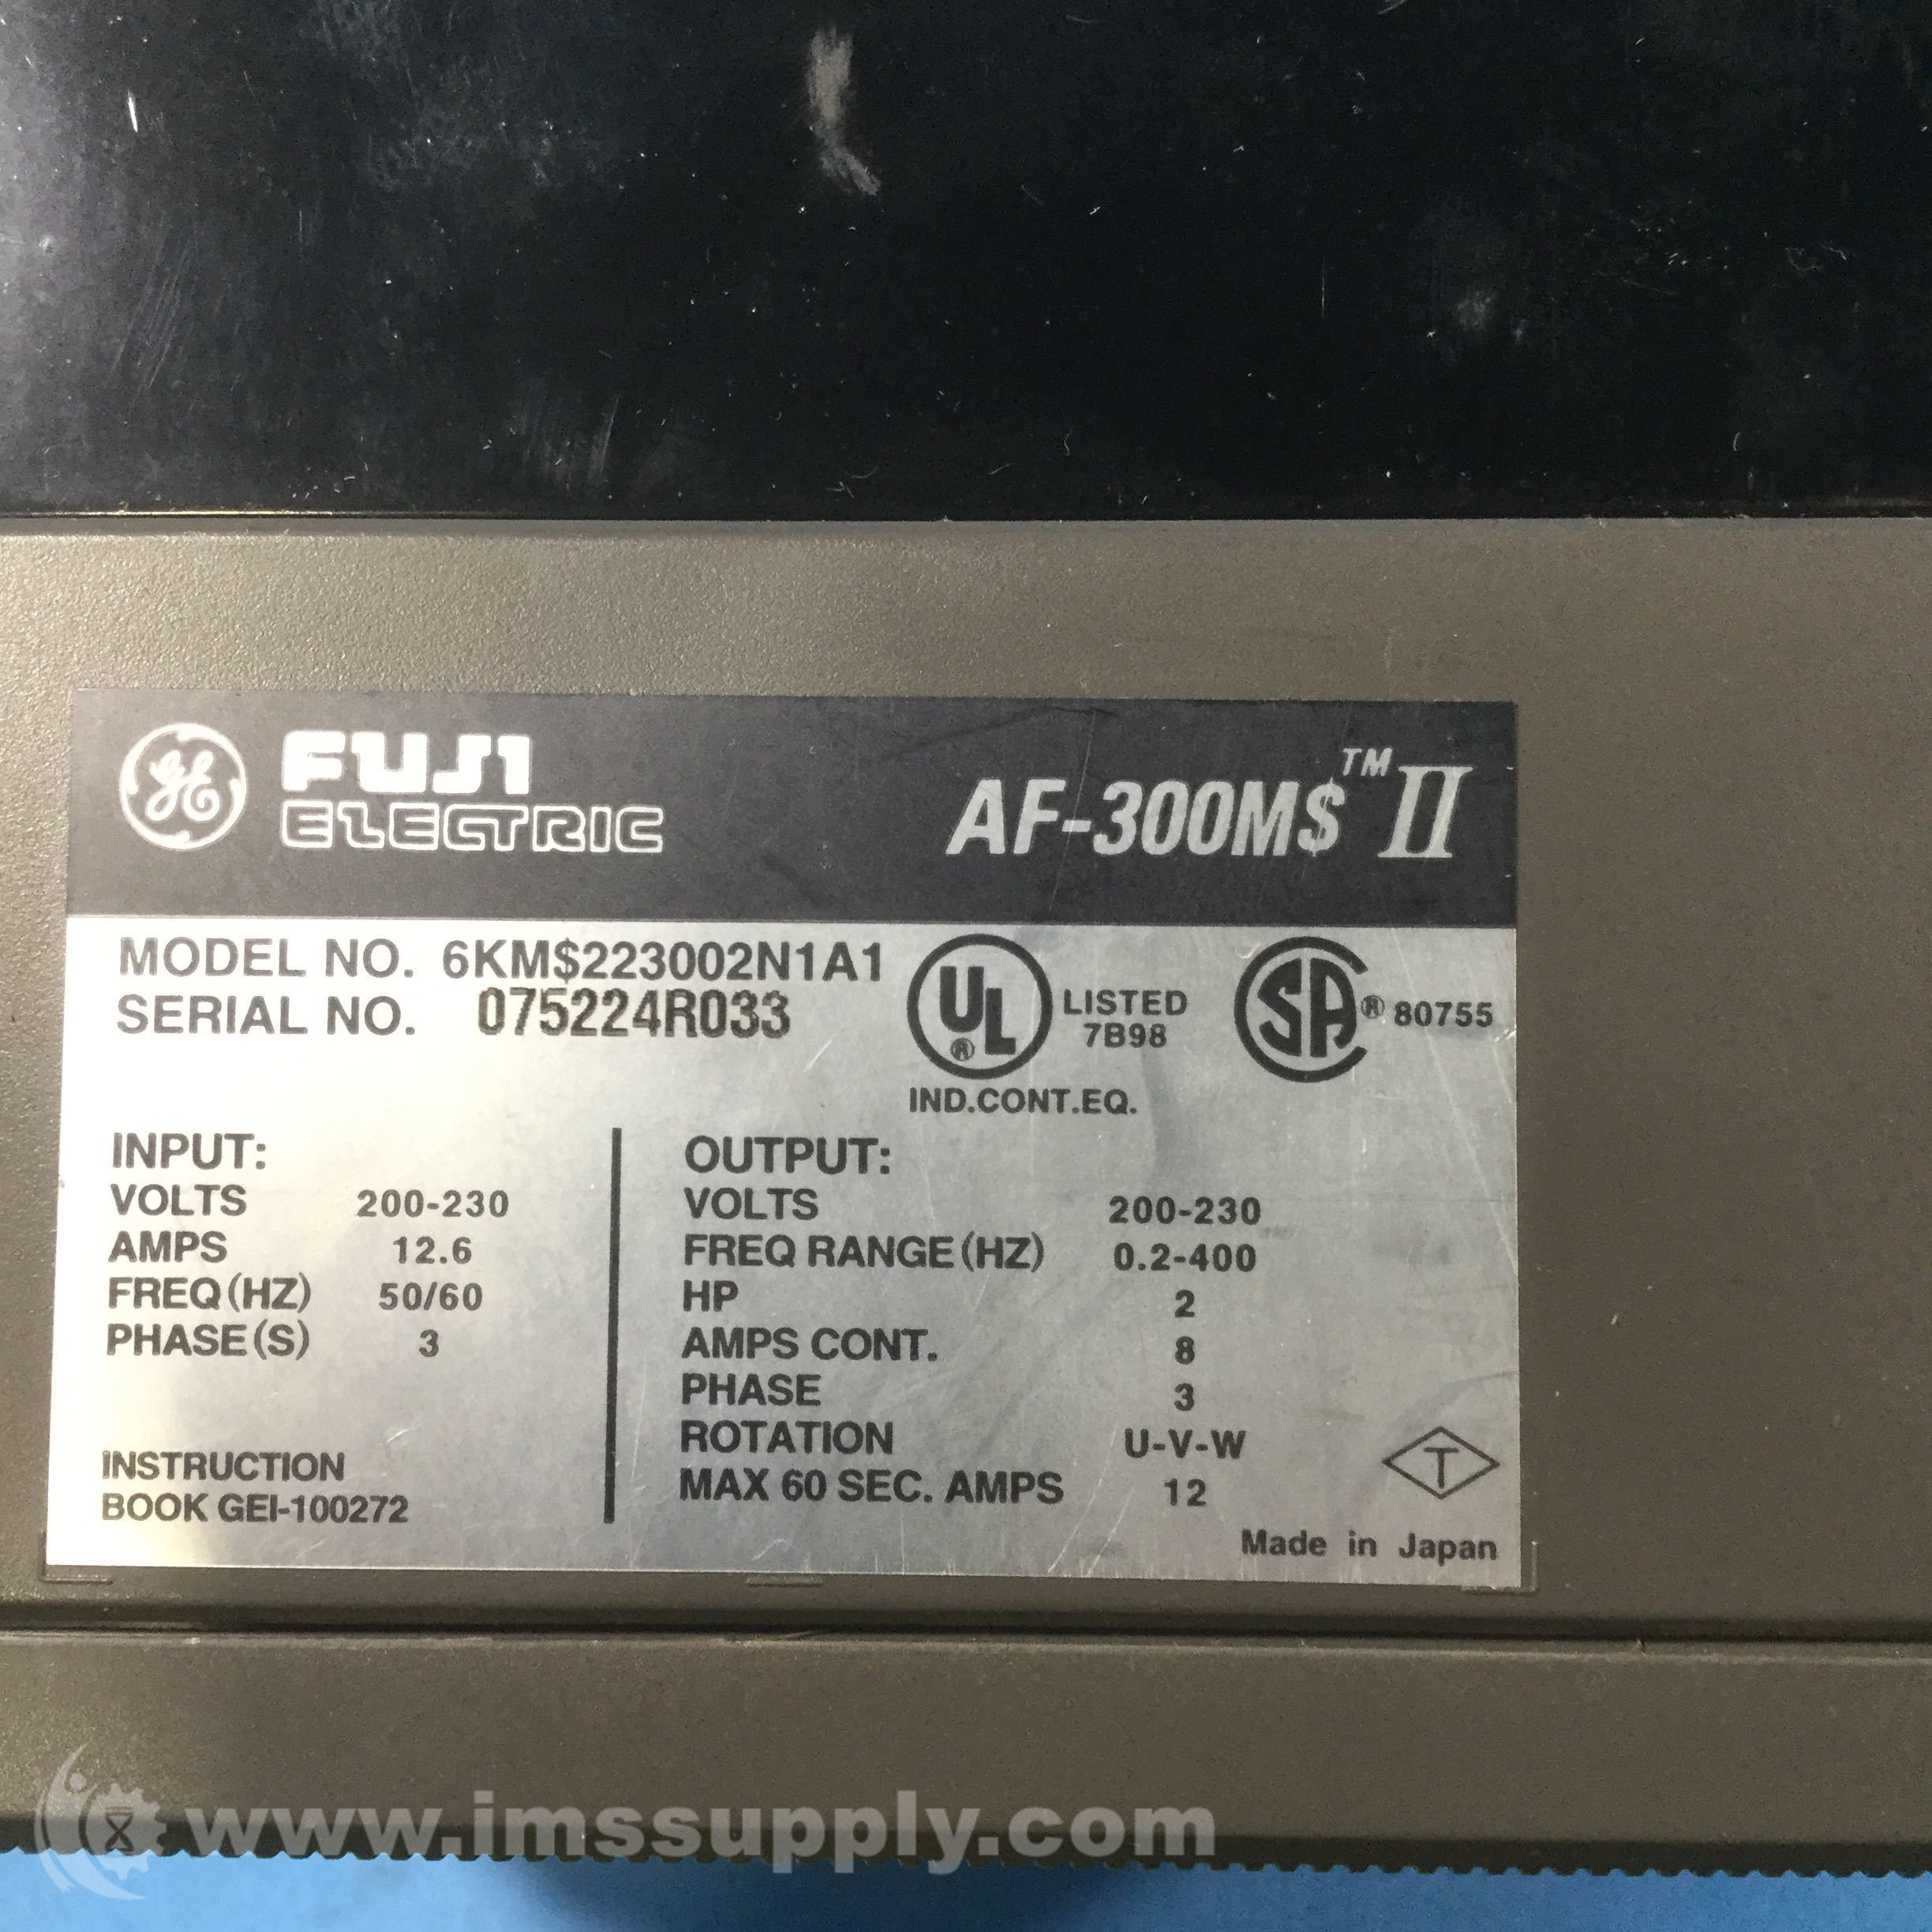 GE FUJI
ELECTRIC
AF-300M$™ II
MODEL NO. 6KM$223002N1A1
SERIAL NO. 075224R033
UL ® LISTED
7B98
IND.CONT.EQ.
SA ® 80755
INPUT:
VOLTS 200-230
AMPS 12.6
FREQ(HZ) 50/60
PHASE(S) 3
INSTRUCTION
BOOK GEI-100272
OUTPUT:
VOLTS 200-230
FREQ RANGE(HZ) 0.2-400
HP 2
AMPS CONT. 8
PHASE 3
ROTATION U-V-W
MAX 60 SEC. AMPS 12
T
Made in Japan
www.imssupply.com